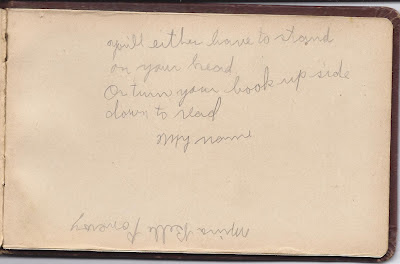 you'll either have to stand
on your head
Or turn your book up side
down to read
My name
Belle